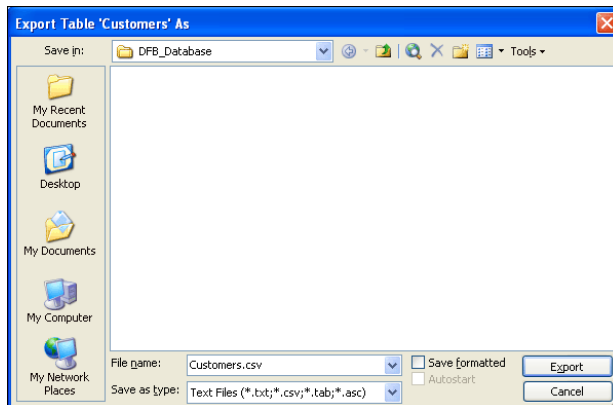 Export Table 'Customers' As
Save in: DFB_Database Tools
My Recent
Documents
Desktop
My Documents
My Computer
My Network
Places
File name: Customers.csv Save formatted Export
Autostart
Save as type: Text Files (*.txt;*.csv;*.tab;*.asc) Cancel